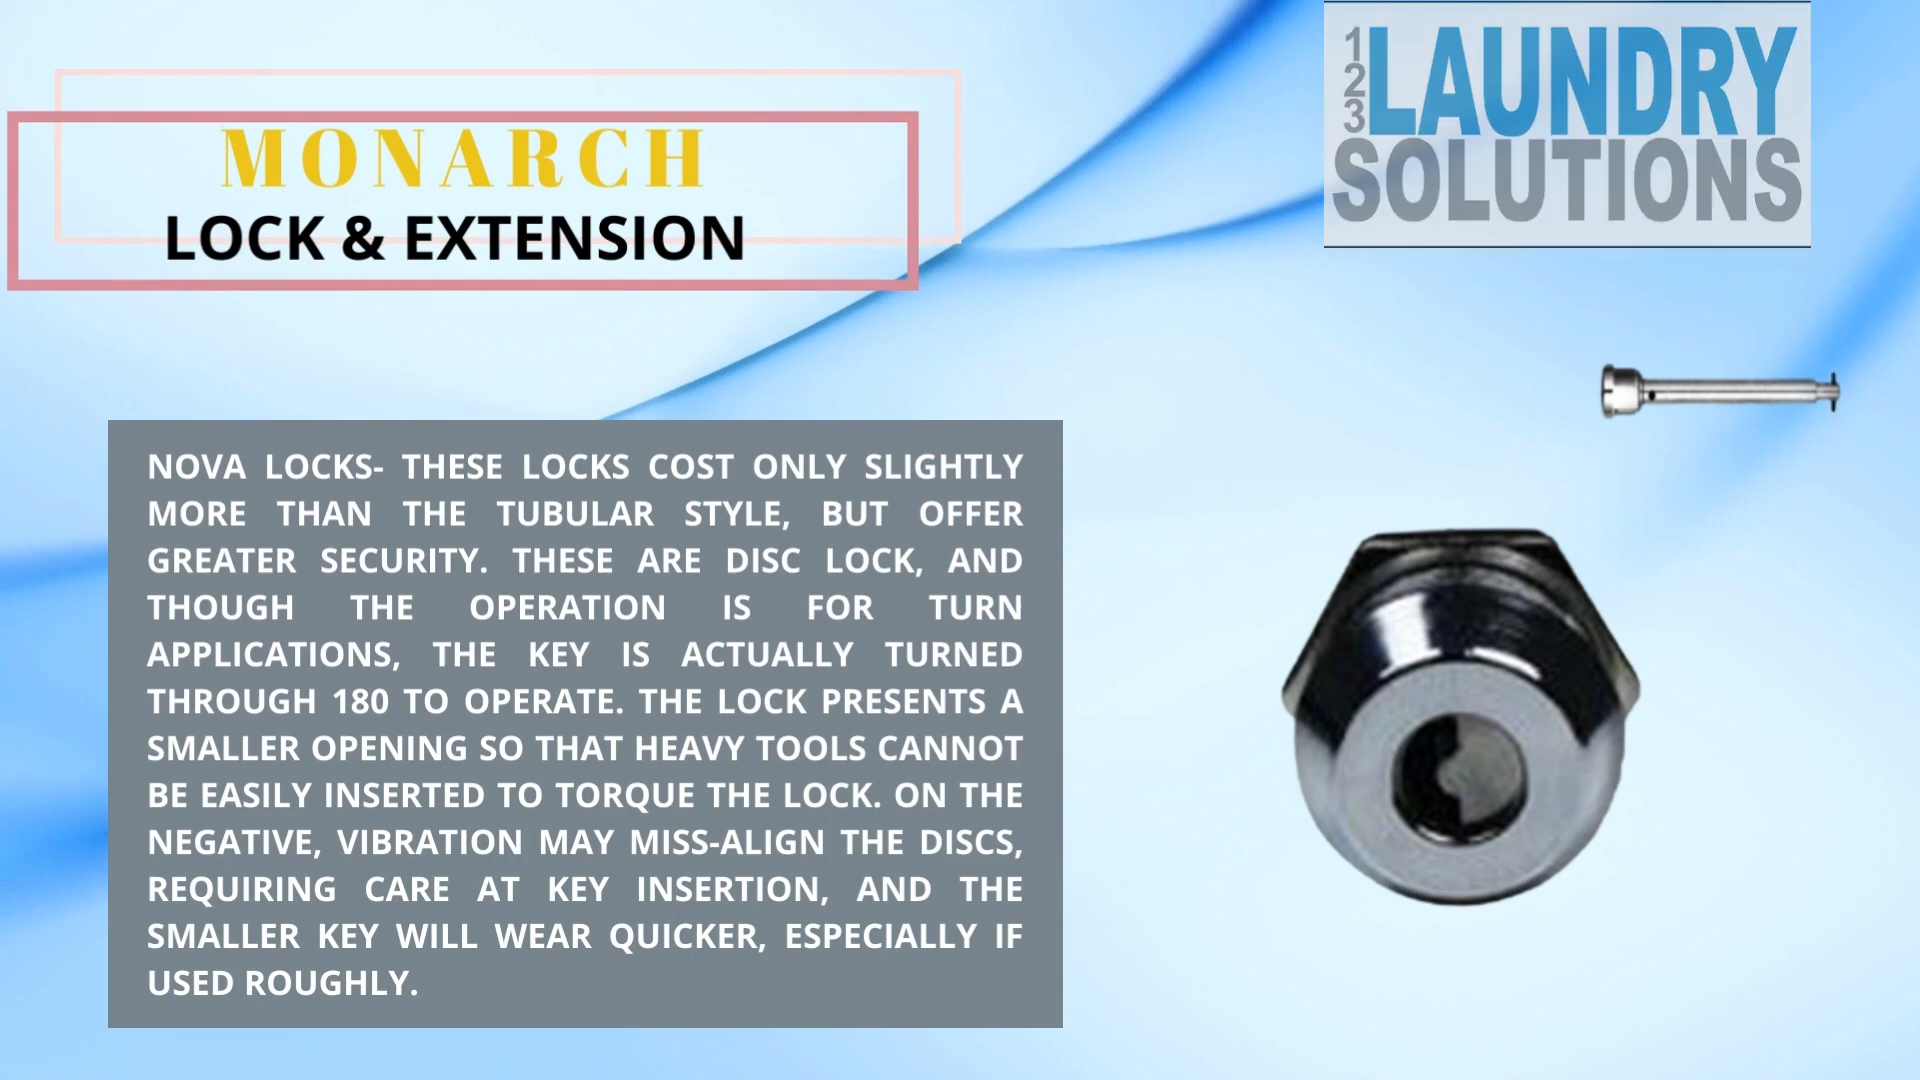 MONARCH
LOCK & EXTENSION
1
2
3
LAUNDRY
SOLUTIONS
NOVA LOCKS- THESE LOCKS COST ONLY SLIGHTLY
MORE THAN THE TUBULAR STYLE, BUT OFFER
GREATER SECURITY. THESE ARE DISC LOCK, AND
THOUGH THE OPERATION IS FOR TURN
APPLICATIONS, THE KEY IS ACTUALLY TURNED
THROUGH 180 TO OPERATE. THE LOCK PRESENTS A
SMALLER OPENING SO THAT HEAVY TOOLS CANNOT
BE EASILY INSERTED TO TORQUE THE LOCK. ON THE
NEGATIVE, VIBRATION MAY MISS-ALIGN THE DISCS,
REQUIRING CARE AT KEY INSERTION, AND THE
SMALLER KEY WILL WEAR QUICKER, ESPECIALLY IF
USED ROUGHLY.